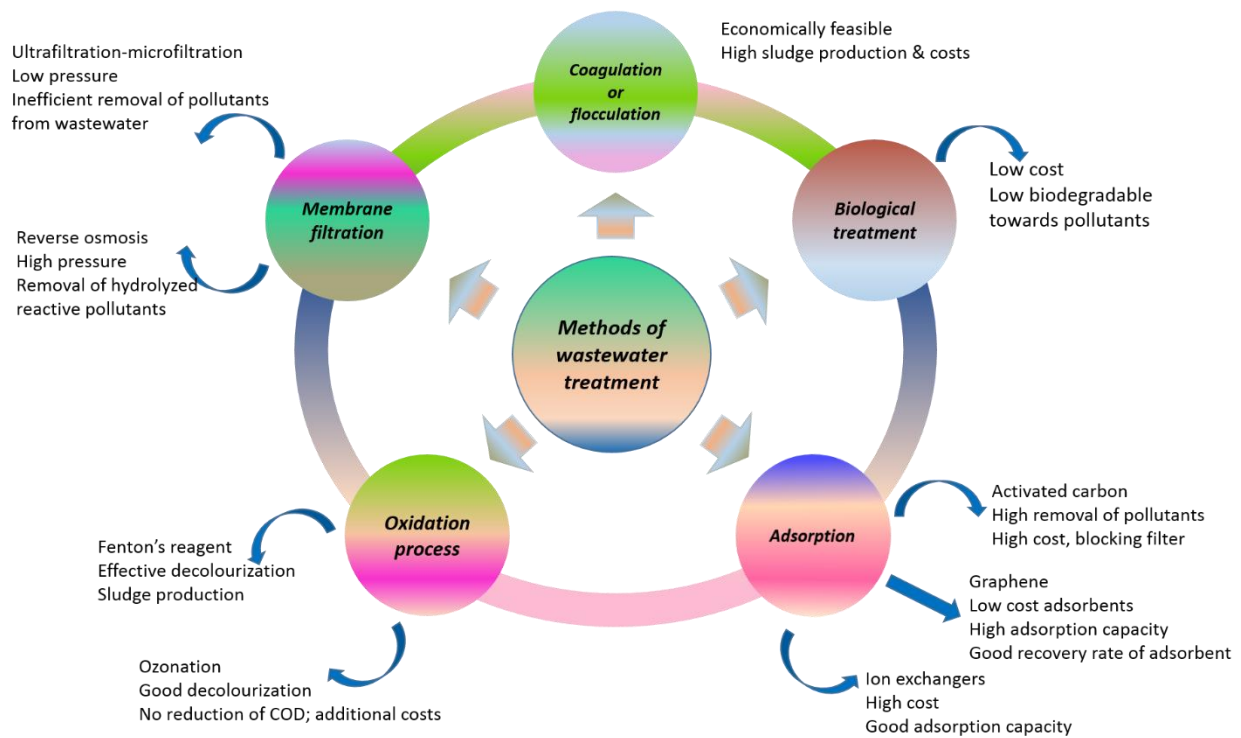 Economically feasible
High sludge production & costs
Coagulation
or
flocculation
Ultrafiltration-microfiltration
Low pressure
Inefficient removal of pollutants
from wastewater
Membrane
filtration
Reverse osmosis
High pressure
Removal of hydrolyzed
reactive pollutants
Biological
treatment
Low cost
Low biodegradable
towards pollutants
Methods of
wastewater
treatment
Oxidation
process
Fenton’s reagent
Effective decolourization
Sludge production
Ozonation
Good decolourization
No reduction of COD; additional costs
Adsorption
Activated carbon
High removal of pollutants
High cost, blocking filter
Graphene
Low cost adsorbents
High adsorption capacity
Good recovery rate of adsorbent
Ion exchangers
High cost
Good adsorption capacity